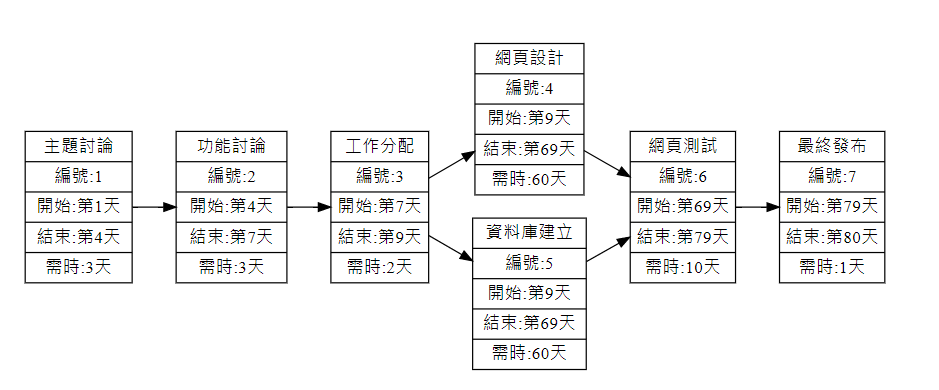 主題討論
編號:1
開始:第1天
結束:第4天
需時:3天
功能討論
編號:2
開始:第4天
結束:第7天
需時:3天
工作分配
編號:3
開始:第7天
結束:第9天
需時:2天
網頁設計
編號:4
開始:第9天
結束:第69天
需時:60天
資料庫建立
編號:5
開始:第9天
結束:第69天
需時:60天
網頁測試
編號:6
開始:第69天
結束:第79天
需時:10天
最終發布
編號:7
開始:第79天
結束:第80天
需時:1天